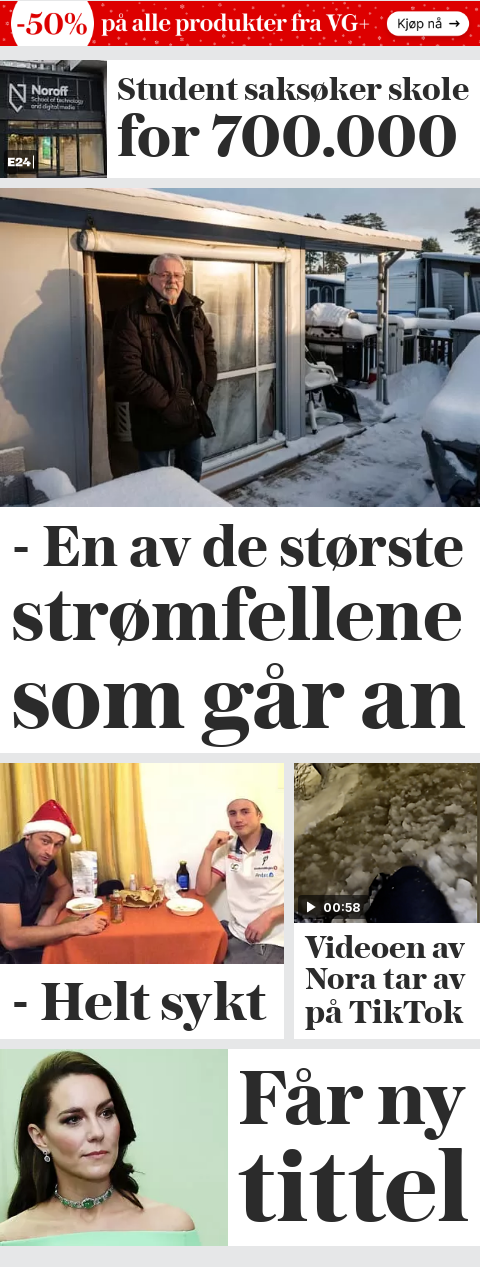 -50% på alle produkter fra VG+
Kjøp nå →
Noroff
School of technology
and digital media
E24
Student saksøker skole
for 700.000
- En av de største
strømfellene
som går an
- Helt sykt
00:58
Videoen av
Nora tar av
på TikTok
Får ny
tittel